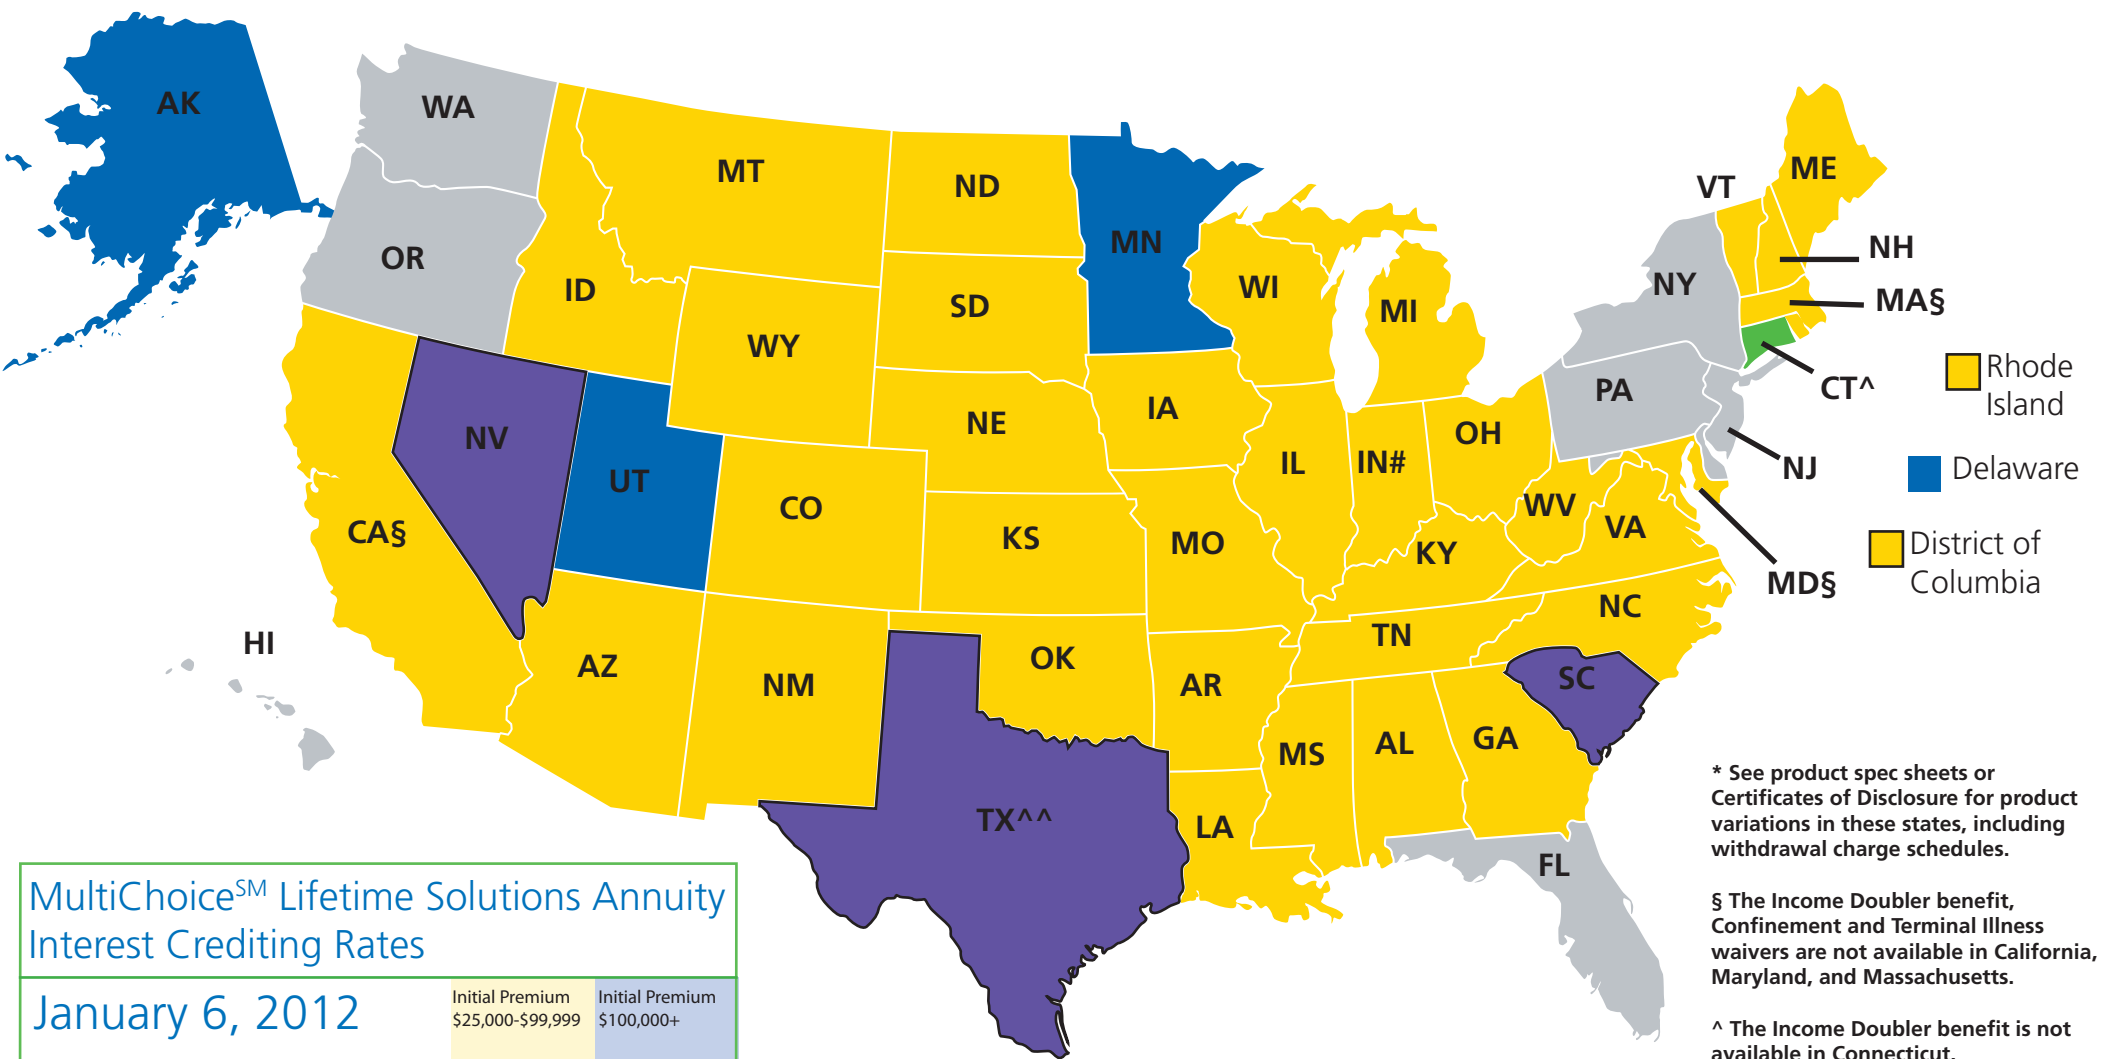 AK
WA
MT
ND
MN
ME
VT
OR
ID
SD
WI
MI
NY
NH
MA§
WY
CT^
Rhode
Island
NV
NE
IA
PA
OH
UT
CO
IL
IN#
NJ
Delaware
CA§
KS
MO
KY
WV
VA
District of
Columbia
MD§
HI
AZ
NM
OK
AR
TN
NC
SC
TX^^
LA
MS
AL
GA
FL
* See product spec sheets or
Certificates of Disclosure for product
variations in these states, including
withdrawal charge schedules.
§ The Income Doubler benefit,
Confinement and Terminal Illness
waivers are not available in California,
Maryland, and Massachusetts.
^ The Income Doubler benefit is not
available in Connecticut.
MultiChoice℠ Lifetime Solutions Annuity
Interest Crediting Rates
January 6, 2012
Initial Premium
$25,000-$99,999
Initial Premium
$100,000+